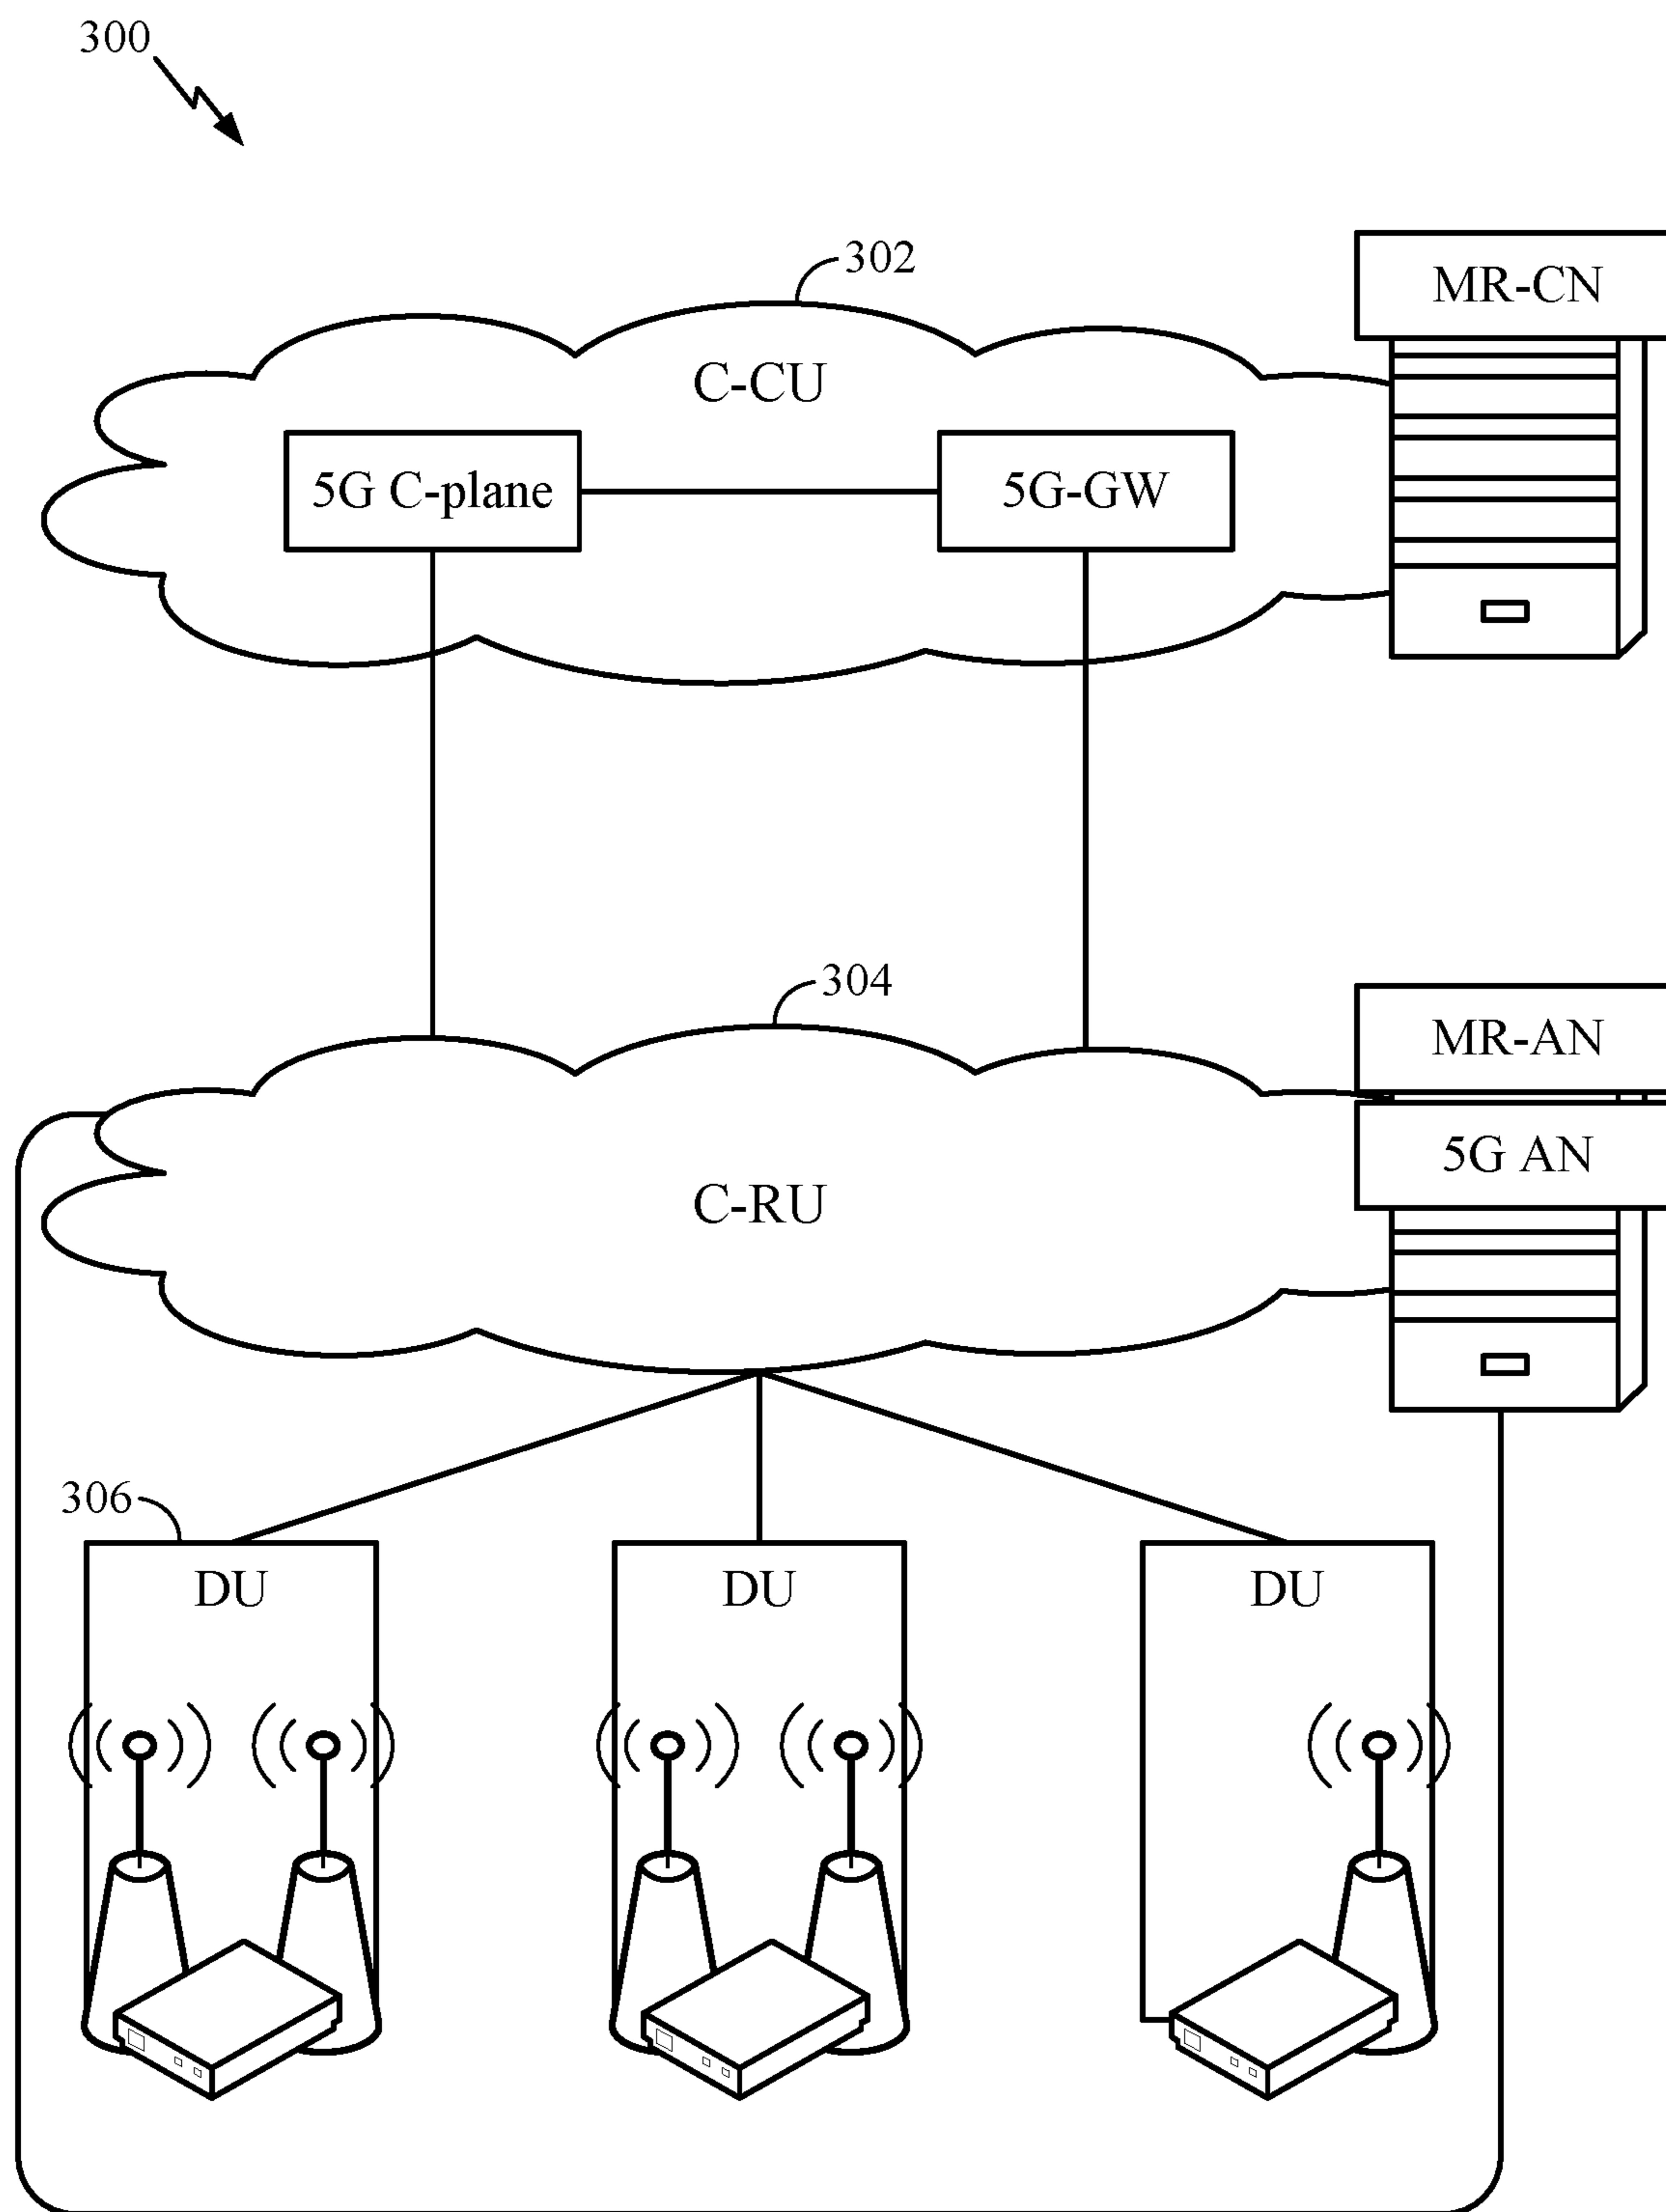 300
302
MR-CN
C-CU
5G C-plane
5G-GW
304
MR-AN
5G AN
C-RU
306
DU
DU
DU